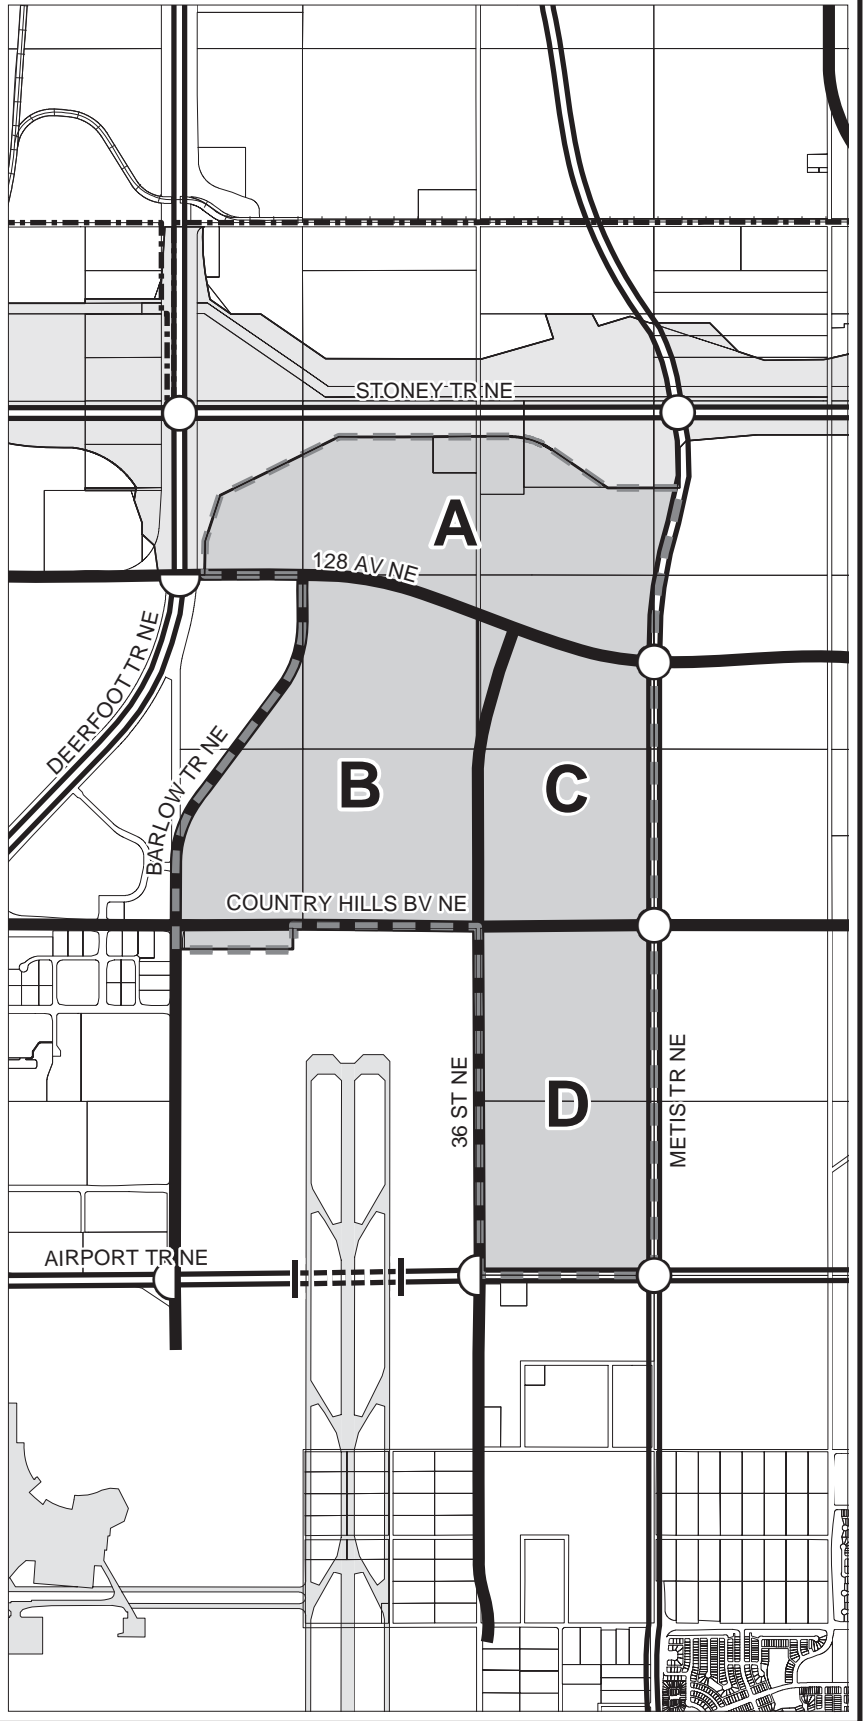 STONEY TR NE
A
128 AV NE
DEERFOOT TR NE
BARLOW TR NE
B
C
COUNTRY HILLS BV NE
36 ST NE
D
METIS TR NE
AIRPORT TR NE